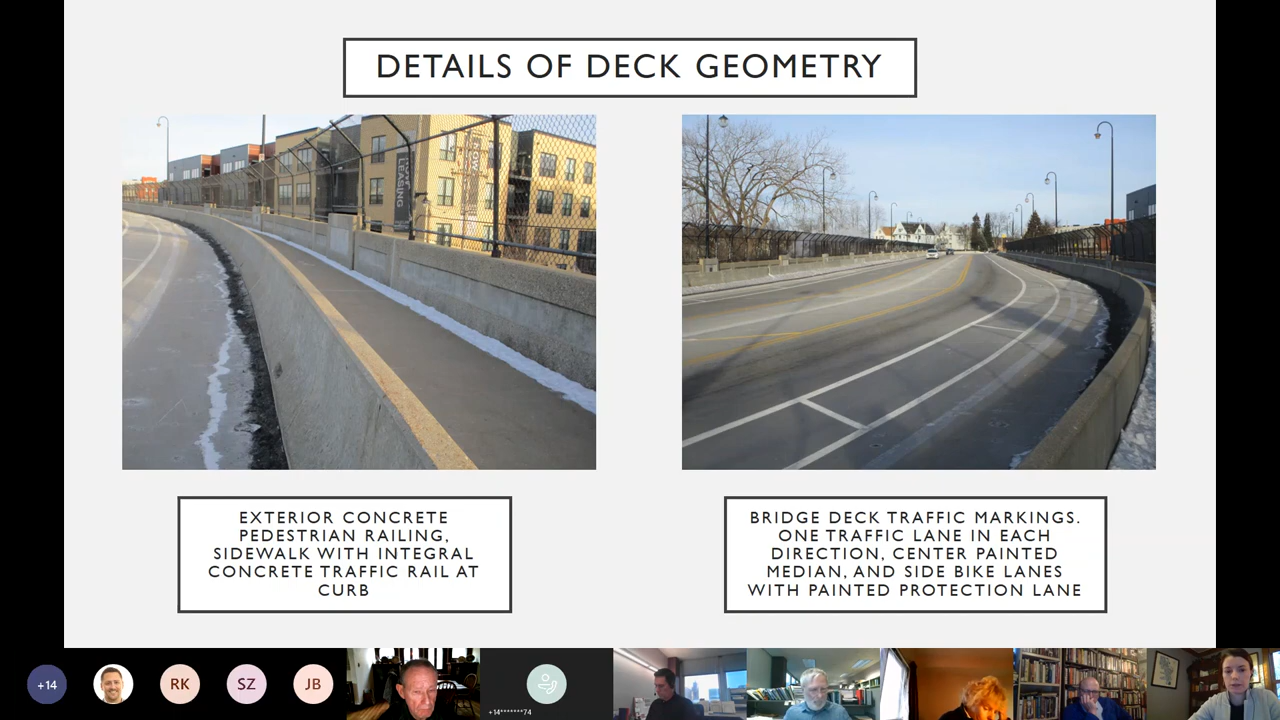 DETAILS OF DECK GEOMETRY
LEASING
EXTERIOR CONCRETE
PEDESTRIAN RAILING,
SIDEWALK WITH INTEGRAL
CONCRETE TRAFFIC RAIL AT
CURB
BRIDGE DECK TRAFFIC MARKINGS.
ONE TRAFFIC LANE IN EACH
DIRECTION, CENTER PAINTED
MEDIAN, AND SIDE BIKE LANES
WITH PAINTED PROTECTION LANE
+14
RK
SZ
JB
+14*******74